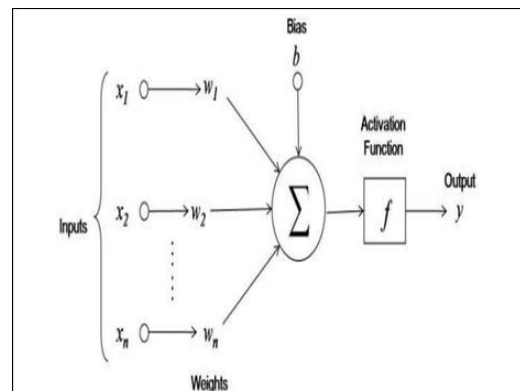 Bias
b
x1
w1
Activation
Function
Inputs
x2
w2
Σ
f
Output
y
xn
wn
Weights